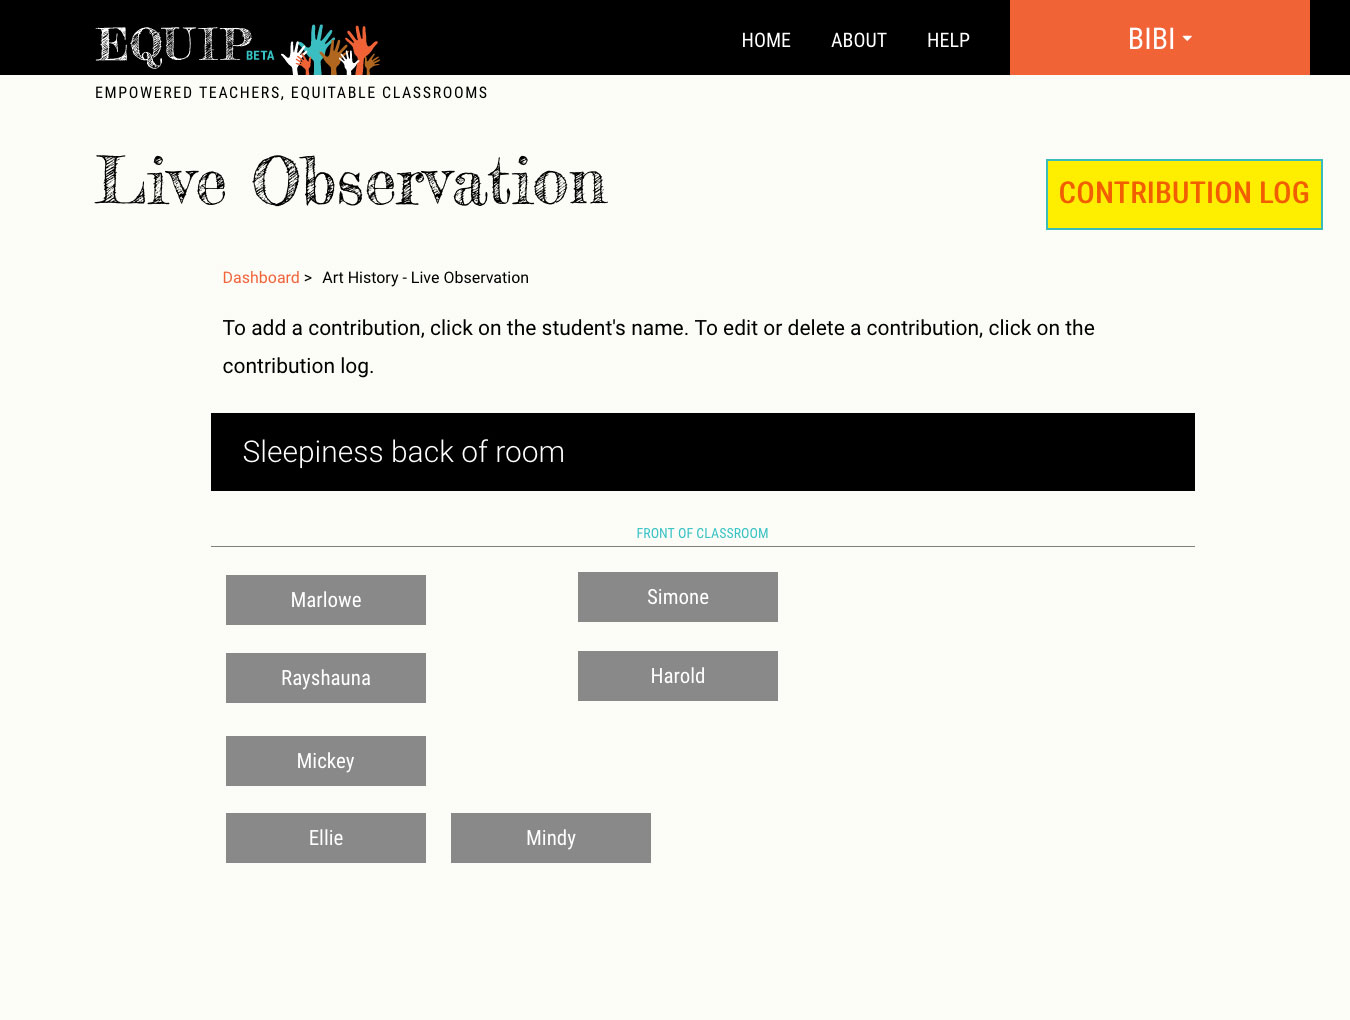 EQUIP BETA
HOME ABOUT HELP BIBI
EMPOWERED TEACHERS, EQUITABLE CLASSROOMS
Live Observation
CONTRIBUTION LOG
Dashboard > Art History - Live Observation
To add a contribution, click on the student's name. To edit or delete a contribution, click on the
contribution log.
Sleepiness back of room
FRONT OF CLASSROOM
Marlowe Simone
Rayshauna Harold
Mickey
Ellie Mindy